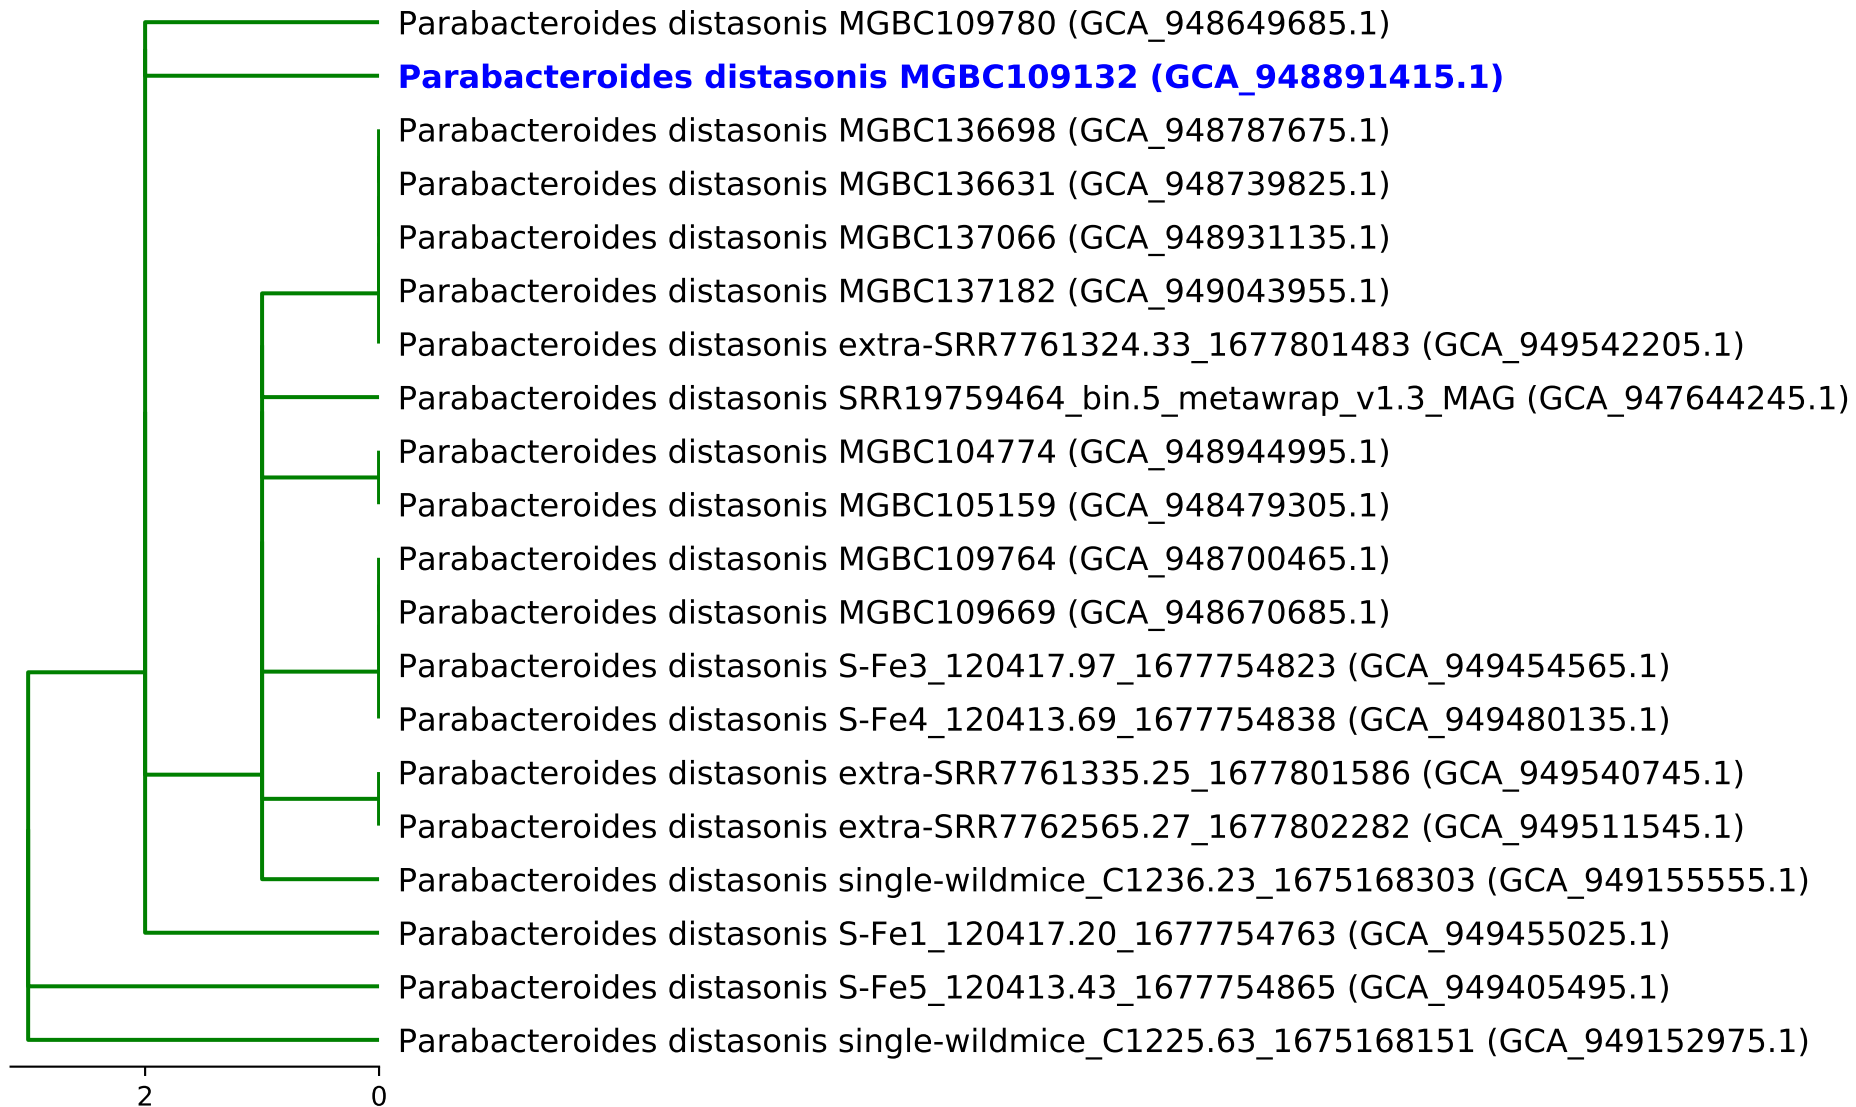 Parabacteroides distasonis MGBC109780 (GCA_948649685.1)
Parabacteroides distasonis MGBC109132 (GCA_948891415.1)
Parabacteroides distasonis MGBC136698 (GCA_948787675.1)
Parabacteroides distasonis MGBC136631 (GCA_948739825.1)
Parabacteroides distasonis MGBC137066 (GCA_948931135.1)
Parabacteroides distasonis MGBC137182 (GCA_949043955.1)
Parabacteroides distasonis extra-SRR7761324.33_1677801483 (GCA_949542205.1)
Parabacteroides distasonis SRR19759464_bin.5_metawrap_v1.3_MAG (GCA_947644245.1)
Parabacteroides distasonis MGBC104774 (GCA_948944995.1)
Parabacteroides distasonis MGBC105159 (GCA_948479305.1)
Parabacteroides distasonis MGBC109764 (GCA_948700465.1)
Parabacteroides distasonis MGBC109669 (GCA_948670685.1)
Parabacteroides distasonis S-Fe3_120417.97_1677754823 (GCA_949454565.1)
Parabacteroides distasonis S-Fe4_120413.69_1677754838 (GCA_949480135.1)
Parabacteroides distasonis extra-SRR7761335.25_1677801586 (GCA_949540745.1)
Parabacteroides distasonis extra-SRR7762565.27_1677802282 (GCA_949511545.1)
Parabacteroides distasonis single-wildmice_C1236.23_1675168303 (GCA_949155555.1)
Parabacteroides distasonis S-Fe1_120417.20_1677754763 (GCA_949455025.1)
Parabacteroides distasonis S-Fe5_120413.43_1677754865 (GCA_949405495.1)
Parabacteroides distasonis single-wildmice_C1225.63_1675168151 (GCA_949152975.1)
2 0